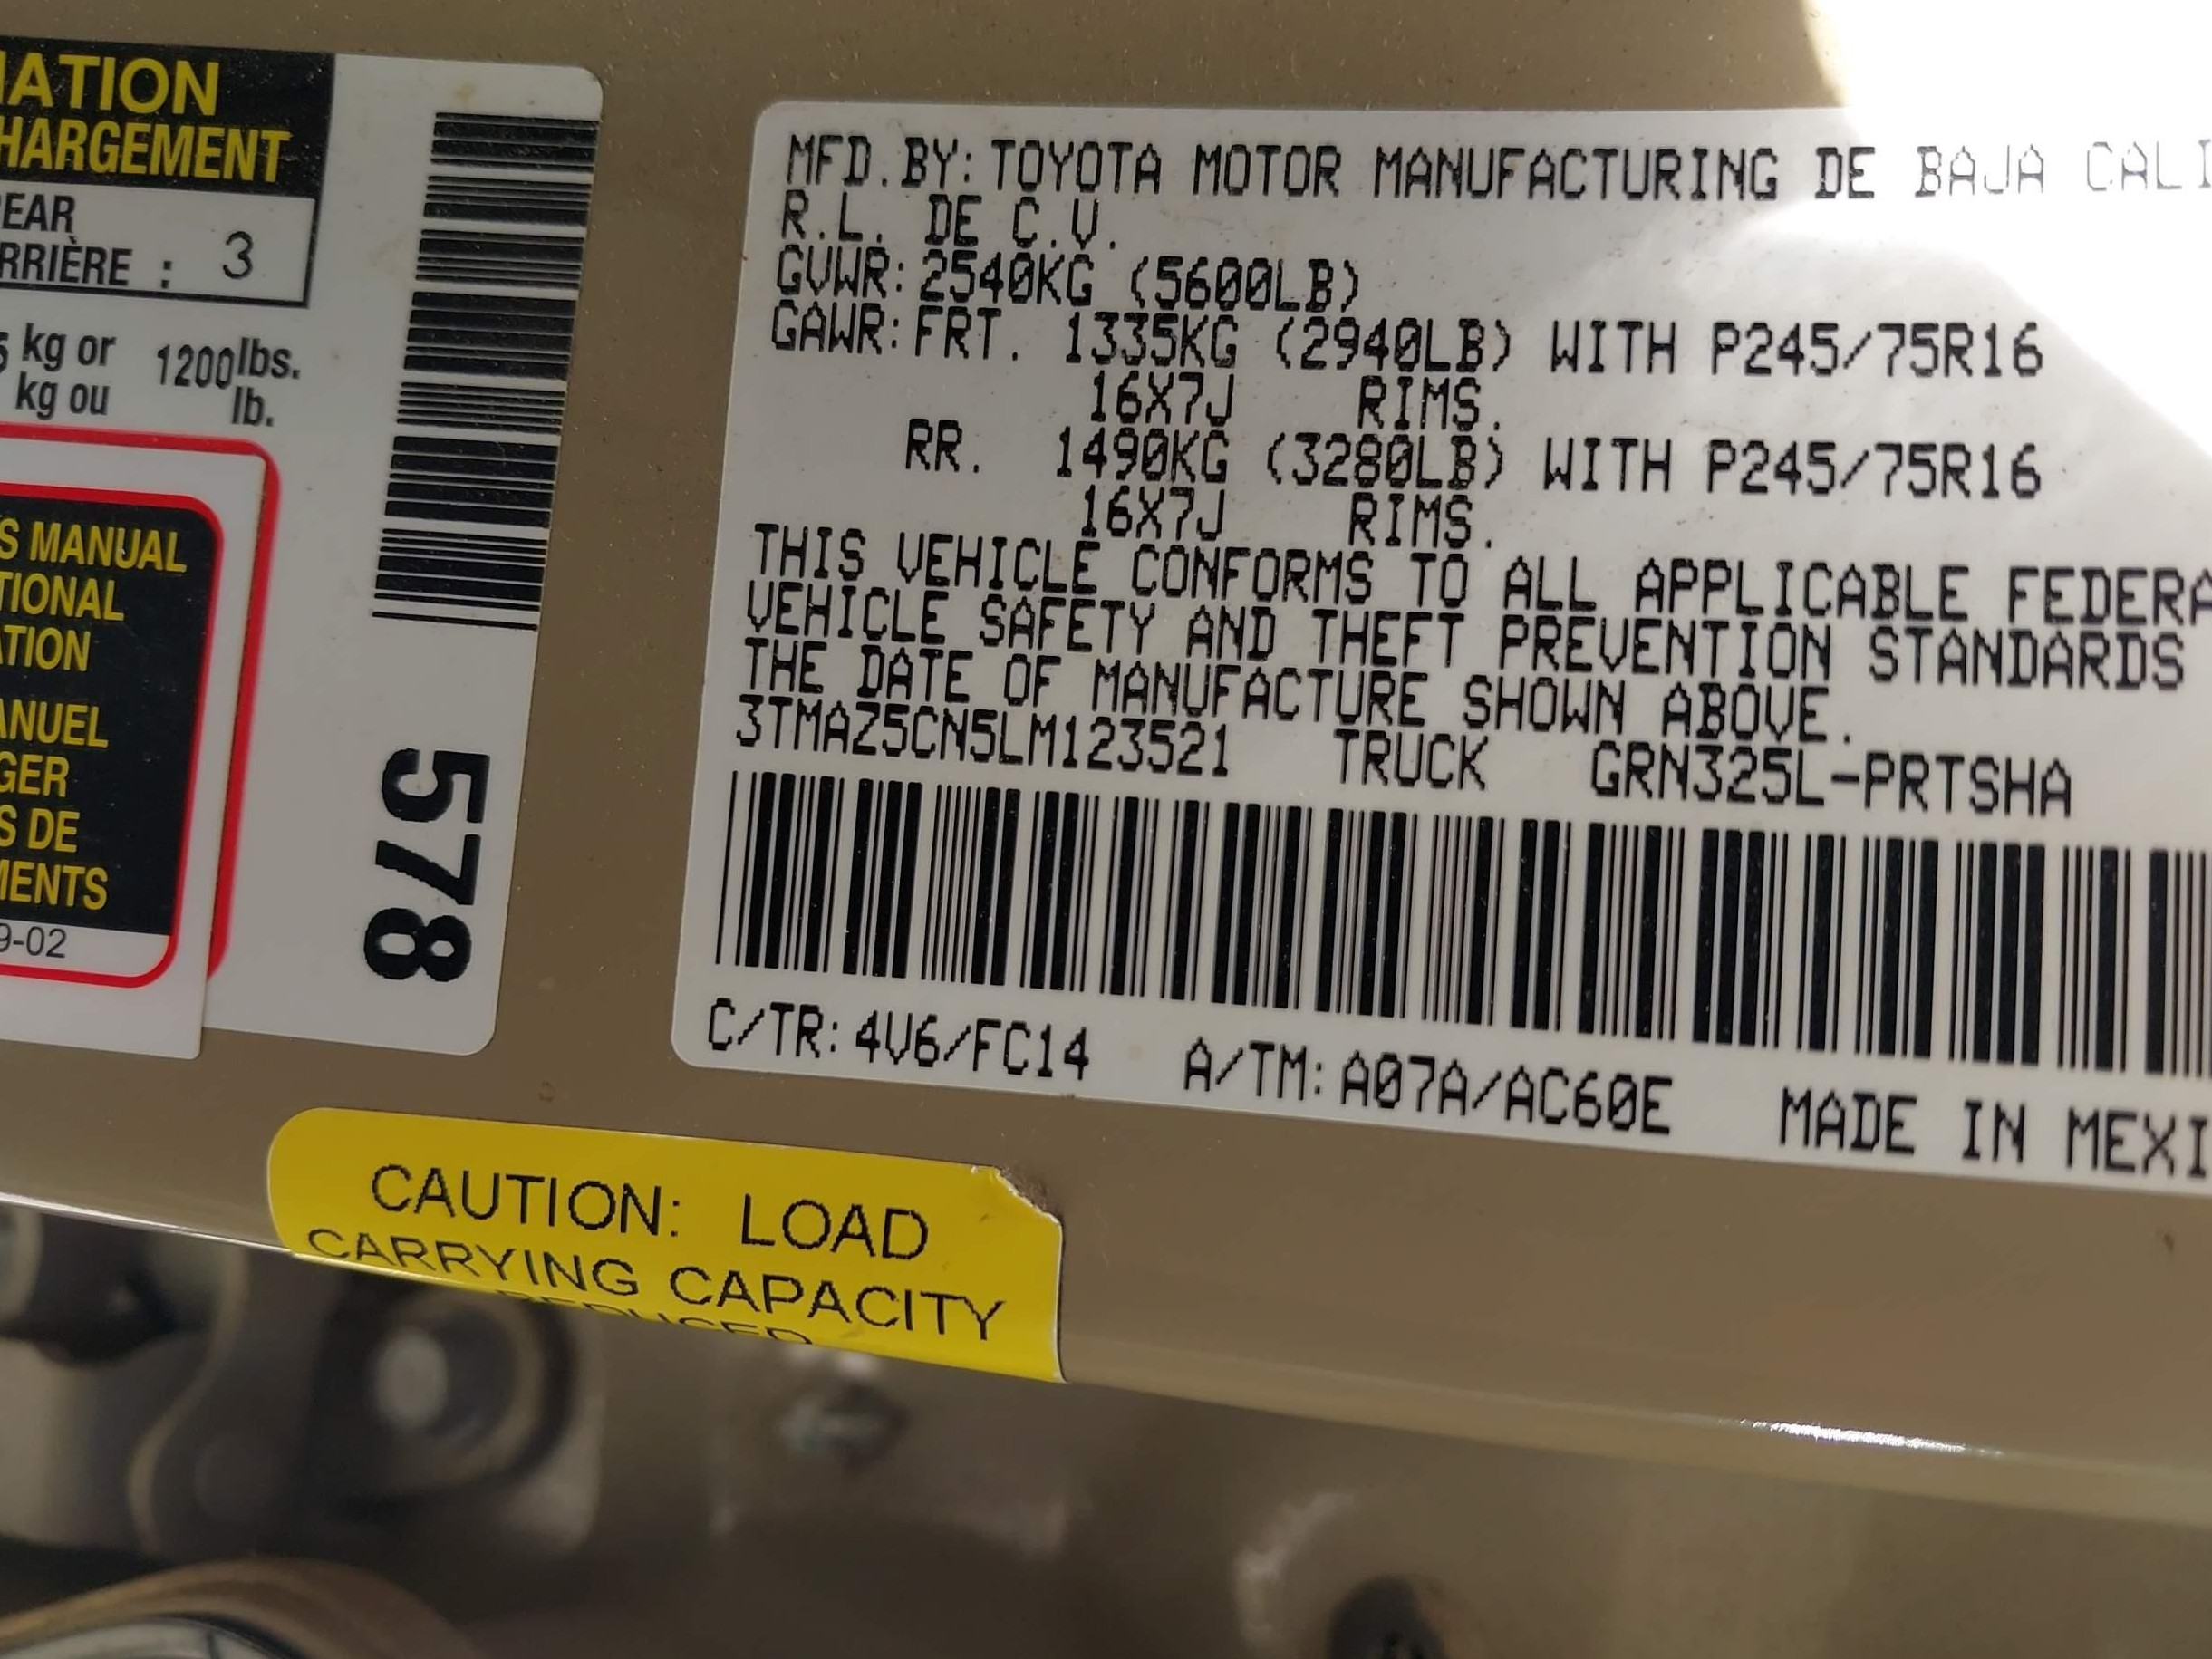 ATION
HARGEMENT
EAR
RRIÈRE : 3
kg or 1200 lbs.
kg ou lb.
S MANUAL
TIONAL
ATION
ANUEL
GER
S DE
MENTS
9-02
578
MFD.BY:TOYOTA MOTOR MANUFACTURING DE BAJA CALI
R.L. DE C.V.
GVWR:2540KG (5600LB)
GAWR:FRT. 1335KG (2940LB) WITH P245/75R16
16X7J RIMS.
RR. 1490KG (3280LB) WITH P245/75R16
16X7J RIMS.
THIS VEHICLE CONFORMS TO ALL APPLICABLE FEDERA
VEHICLE SAFETY AND THEFT PREVENTION STANDARDS
THE DATE OF MANUFACTURE SHOWN ABOVE.
3TMAZ5CN5LM123521 TRUCK GRN325L-PRTSHA
C/TR:4V6/FC14 A/TM:A07A/AC60E MADE IN MEXI
CAUTION: LOAD
CARRYING CAPACITY
REDUCED